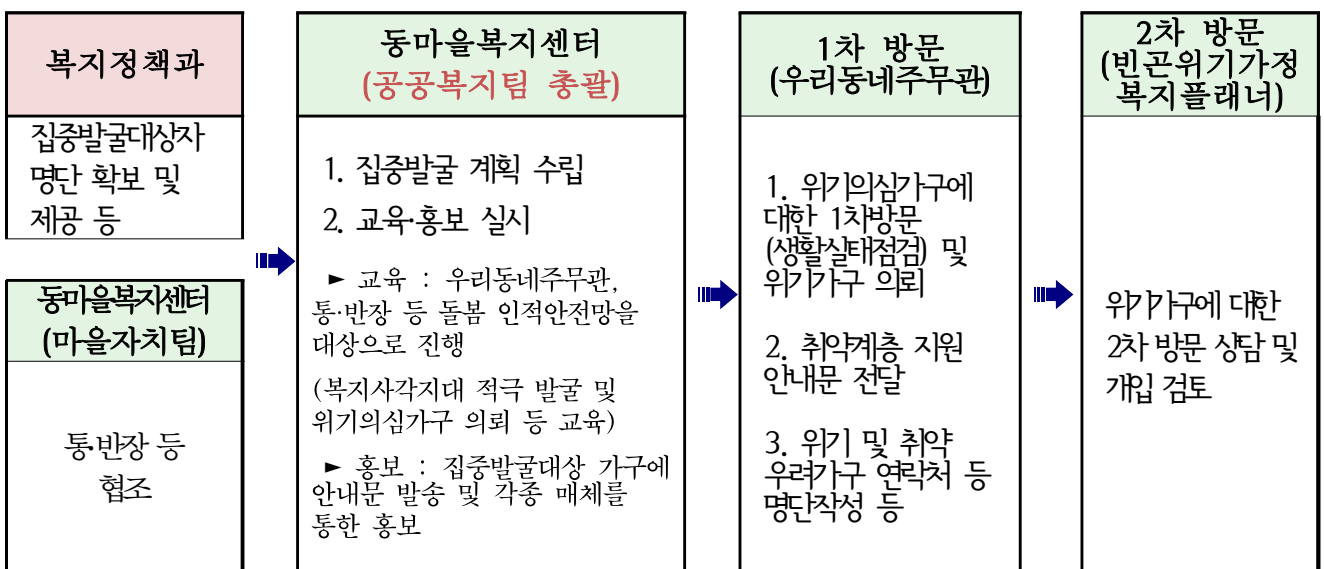 복지정책과
집중발굴대상자
명단 확보 및
제공 등
동마을복지센터
(마을자치팀)
통·반장 등
협조
동마을복지센터
(공공복지팀 총괄)
1. 집중발굴 계획 수립
2. 교육·홍보 실시
► 교육 : 우리동네주무관,
통·반장 등 돌봄 인적안전망을
대상으로 진행
(복지사각지대 적극 발굴 및
위기의심가구 의뢰 등 교육)
► 홍보 : 집중발굴대상 가구에
안내문 발송 및 각종 매체를
통한 홍보
1차 방문
(우리동네주무관)
1. 위기의심가구에
대한 1차방문
(생활실태점검) 및
위기가구 의뢰
2. 취약계층 지원
안내문 전달
3. 위기 및 취약
우려가구 연락처 등
명단작성 등
2차 방문
(빈곤위기가정
복지플래너)
위기가구에 대한
2차 방문 상담 및
개입 검토